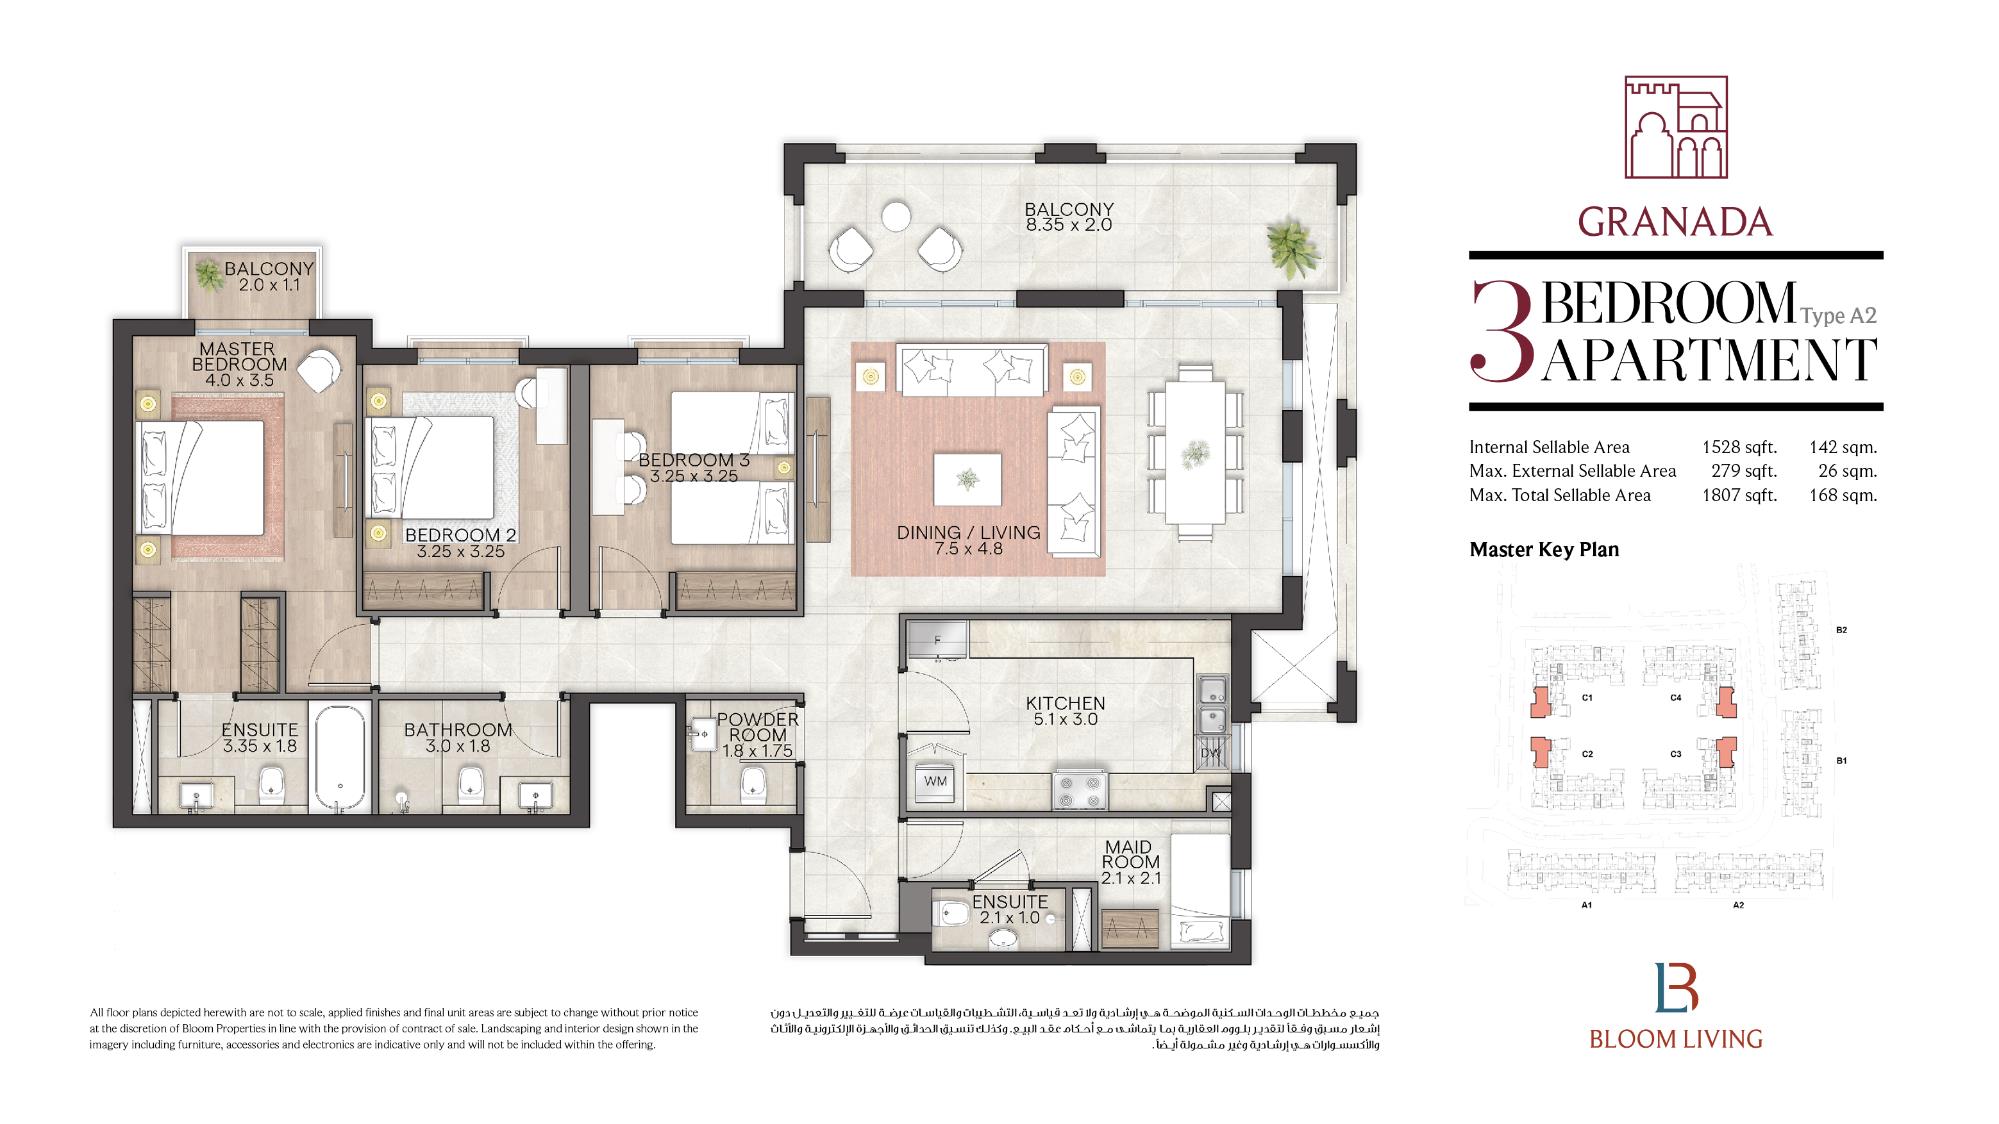 BALCONY
8.35 x 2.0
BALCONY
2.0 x 1.1
MASTER
BEDROOM
4.0 x 3.5
BEDROOM 2
3.25 x 3.25
BEDROOM 3
3.25 x 3.25
DINING / LIVING
7.5 x 4.8
F
KITCHEN
5.1 x 3.0
DW
WM
ENSUITE
3.35 x 1.8
BATHROOM
3.0 x 1.8
POWDER
ROOM
1.8 x 1.75
MAID
ROOM
2.1 x 2.1
ENSUITE
2.1 x 1.0
GRANADA
3 BEDROOM Type A2
APARTMENT
Internal Sellable Area 1528 sqft. 142 sqm.
Max. External Sellable Area 279 sqft. 26 sqm.
Max. Total Sellable Area 1807 sqft. 168 sqm.
Master Key Plan
B2
C1
C4
C2
C3
B1
A1
A2
All floor plans depicted herewith are not to scale, applied finishes and final unit areas are subject to change without prior notice
at the discretion of Bloom Properties in line with the provision of contract of sale. Landscaping and interior design shown in the
imagery including furniture, accessories and electronics are indicative only and will not be included within the offering.
جميع مخططات الوحدات السكنية الموضحة هي إرشادية ولا تعد قياسية، التشطيبات والقياسات عرضة للتغيير والتعديل دون
إشعار مسبق وفقاً لتقدير بلووم العقارية بما يتماشى مع أحكام عقد البيع. وكذلك تنسيق الحدائق والأجهزة الإلكترونية والأثاث
والأكسسوارات هي إرشادية وغير مشمولة أيضاً.
BLOOM LIVING